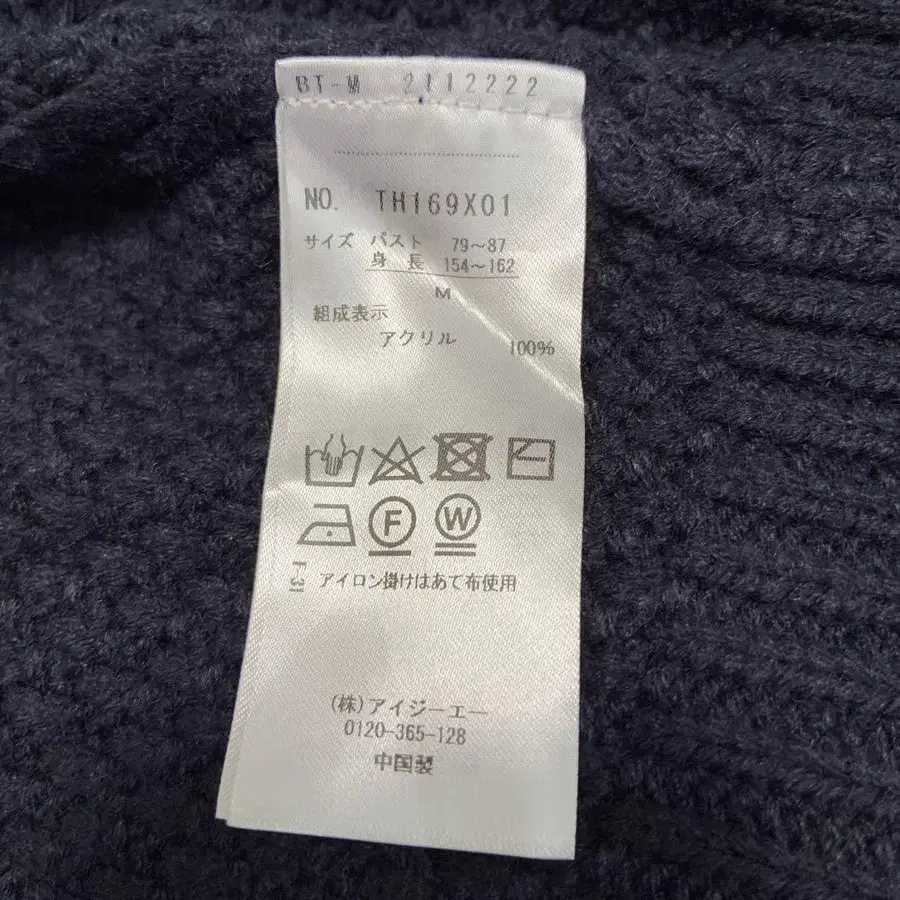 BT-M 2112222
NO. TH169X01
サイズ バスト 79~87
身長 154~162
M
組成表示
アクリル 100%
F W
アイロン掛けはあて布使用
(株)アイジーエー
0120-365-128
中国製